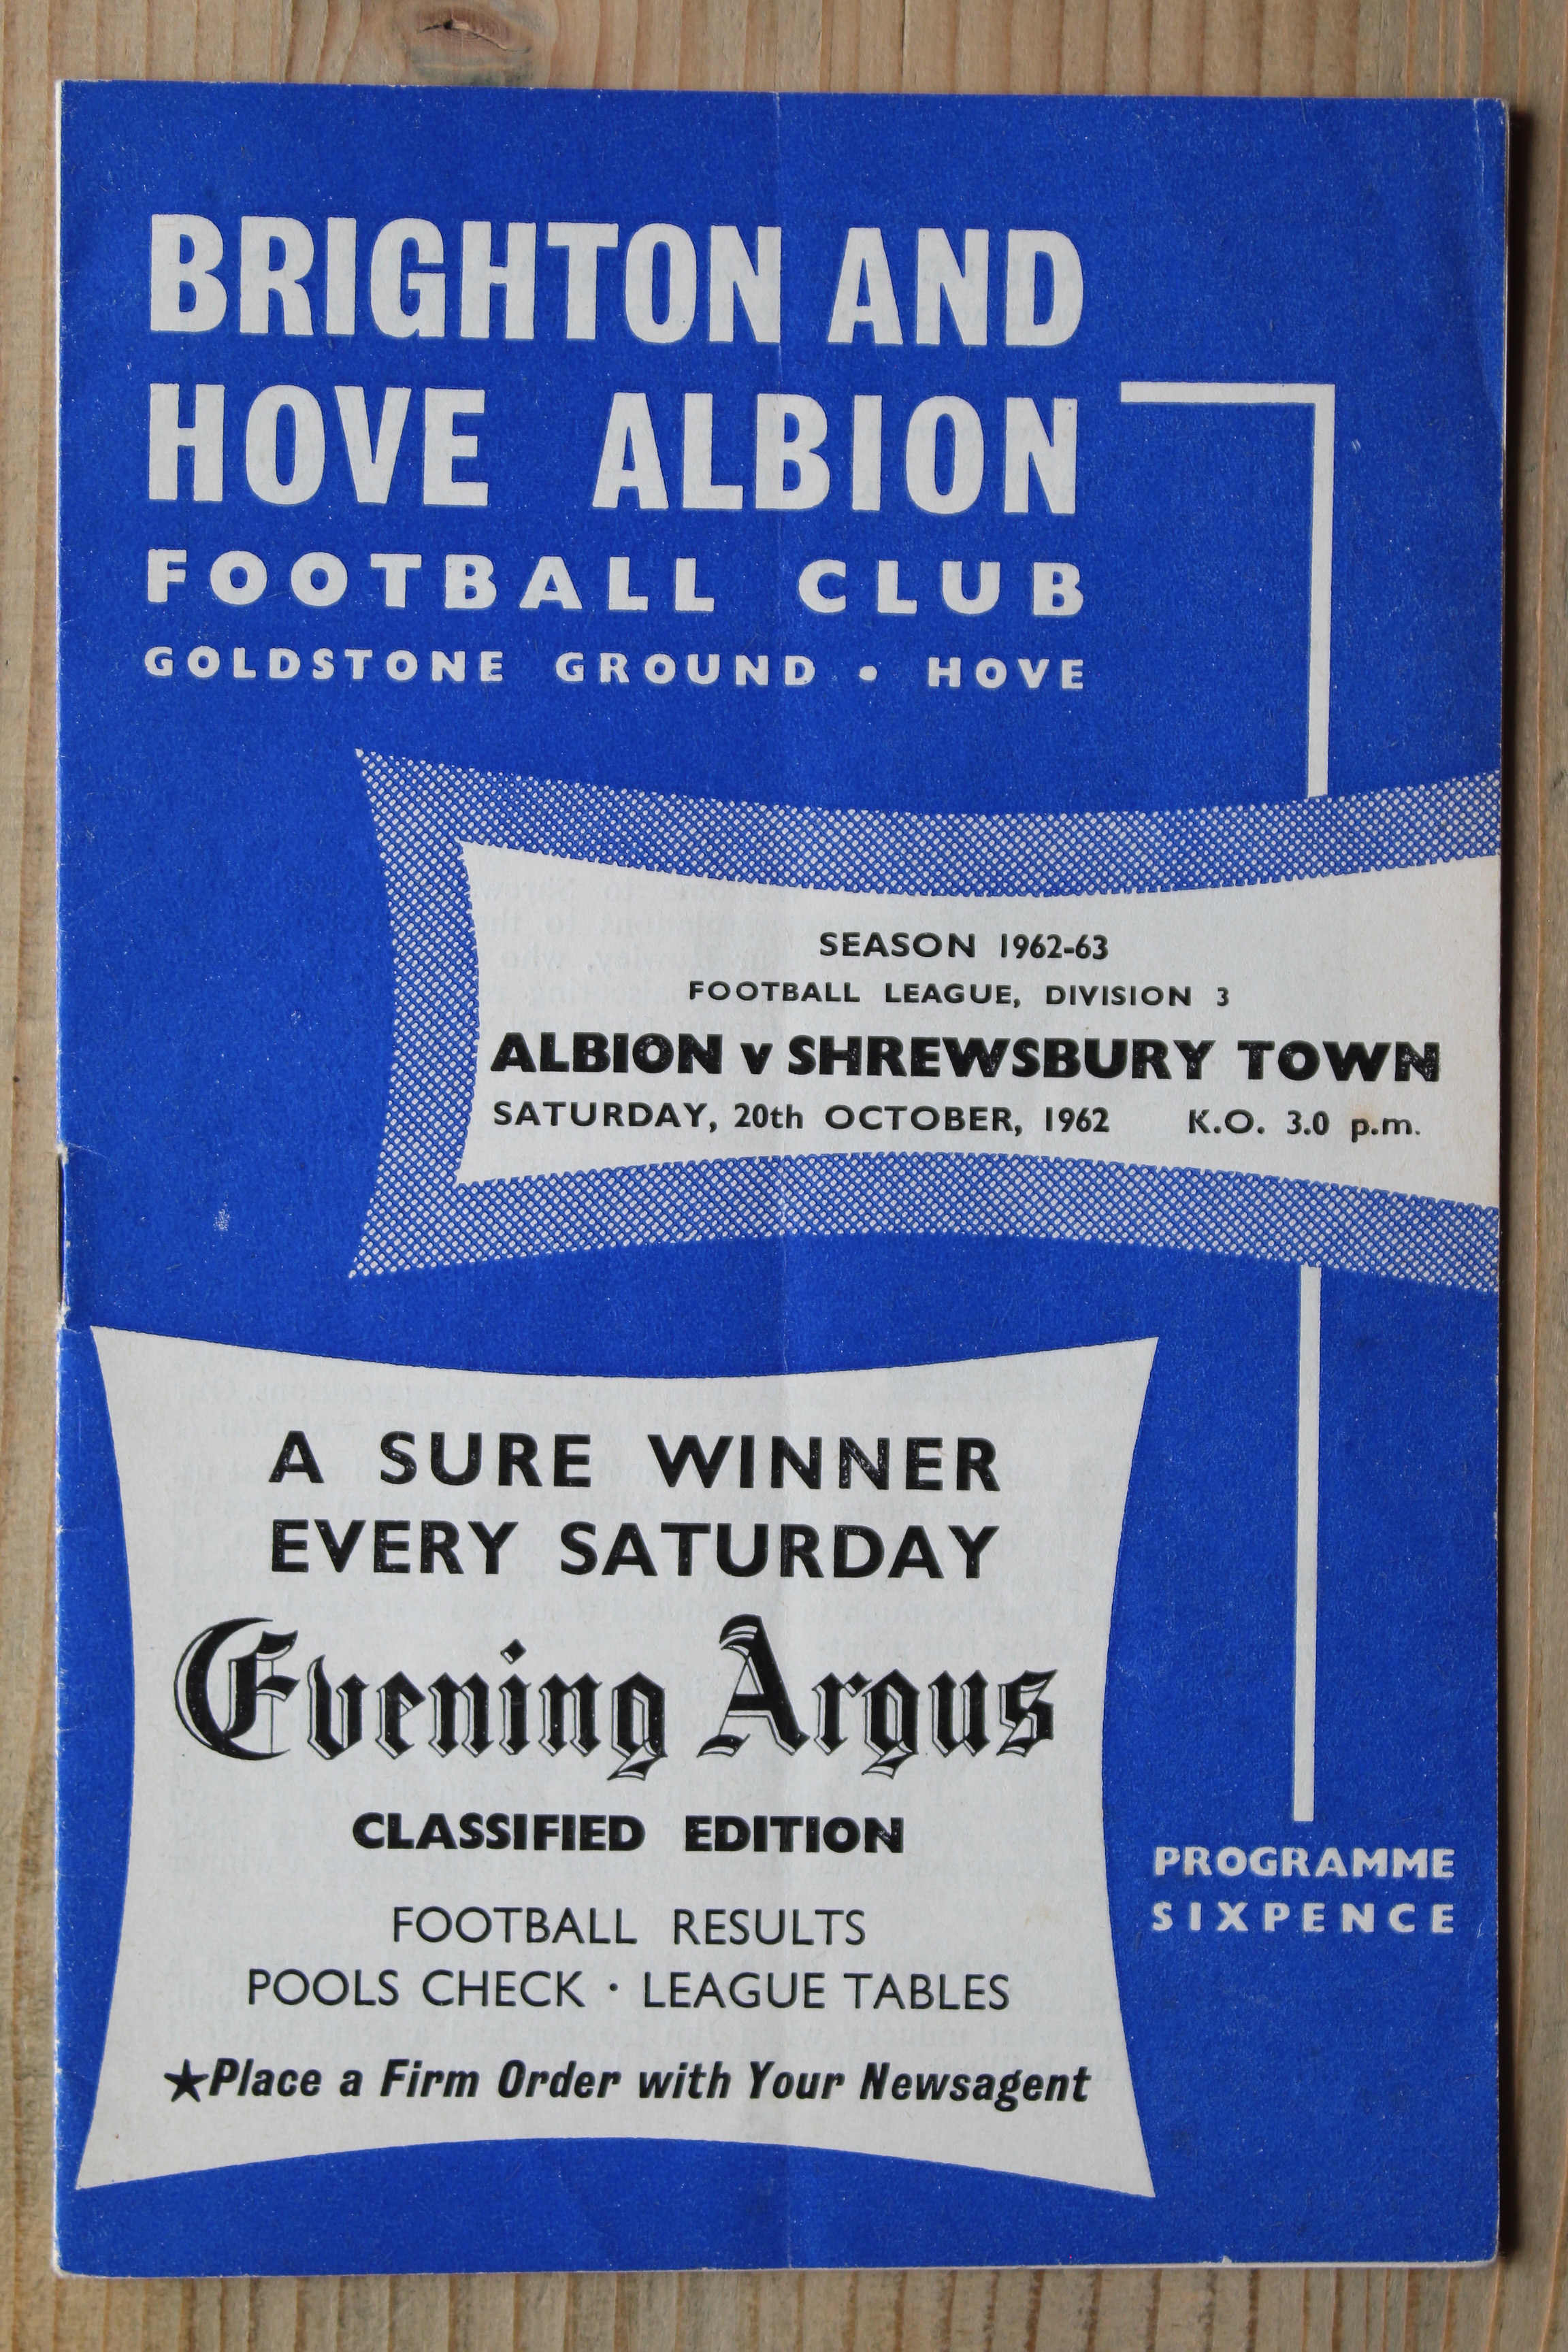 BRIGHTON AND
HOVE ALBION
FOOTBALL CLUB
GOLDSTONE GROUND • HOVE
SEASON 1962-63
FOOTBALL LEAGUE, DIVISION 3
ALBION v SHREWSBURY TOWN
SATURDAY, 20th OCTOBER, 1962 K.O. 3.0 p.m.
A SURE WINNER
EVERY SATURDAY
Evening Argus
CLASSIFIED EDITION
FOOTBALL RESULTS
POOLS CHECK · LEAGUE TABLES
★Place a Firm Order with Your Newsagent
PROGRAMME
SIXPENCE